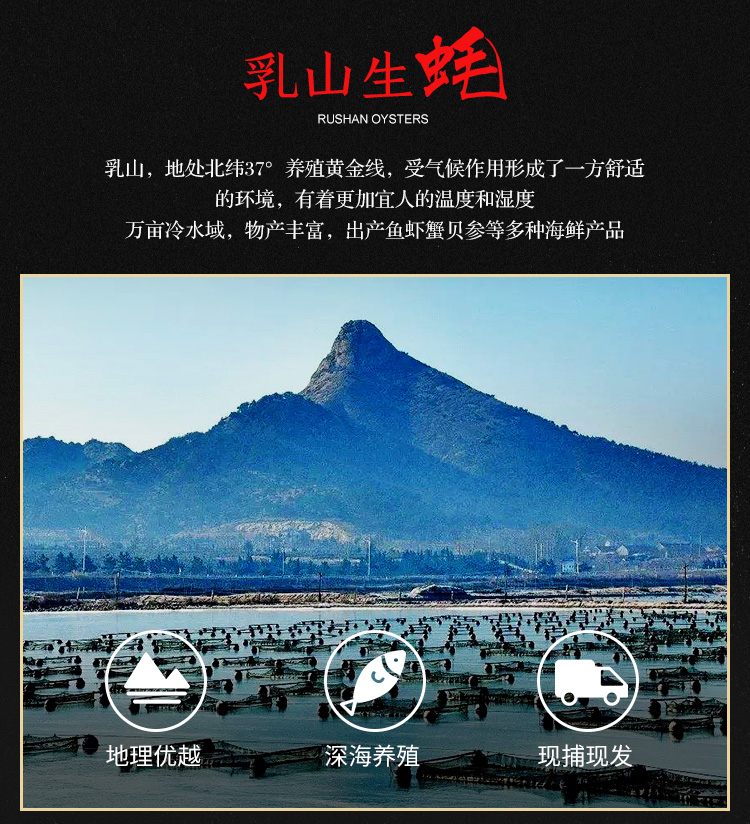 乳山生蚝
RUSHAN OYSTERS
乳山，地处北纬37° 养殖黄金线，受气候作用形成了一方舒适
的环境，有着更加宜人的温度和湿度
万亩冷水域，物产丰富，出产鱼虾蟹贝参等多种海鲜产品
地理优越
深海养殖
现捕现发